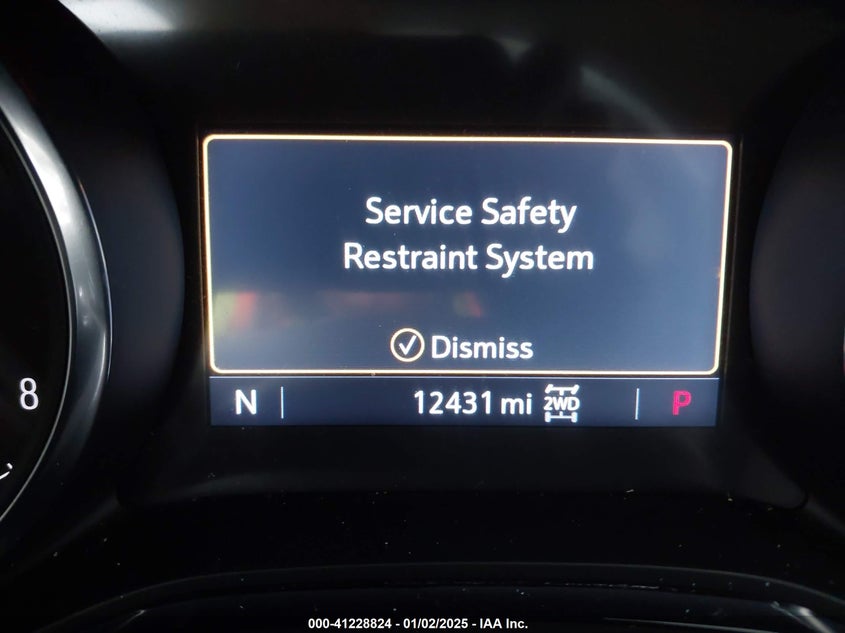 Service Safety
Restraint System
Dismiss
8
N 12431 mi 2WD P
000-41228824 - 01/02/2025 - IAA Inc.